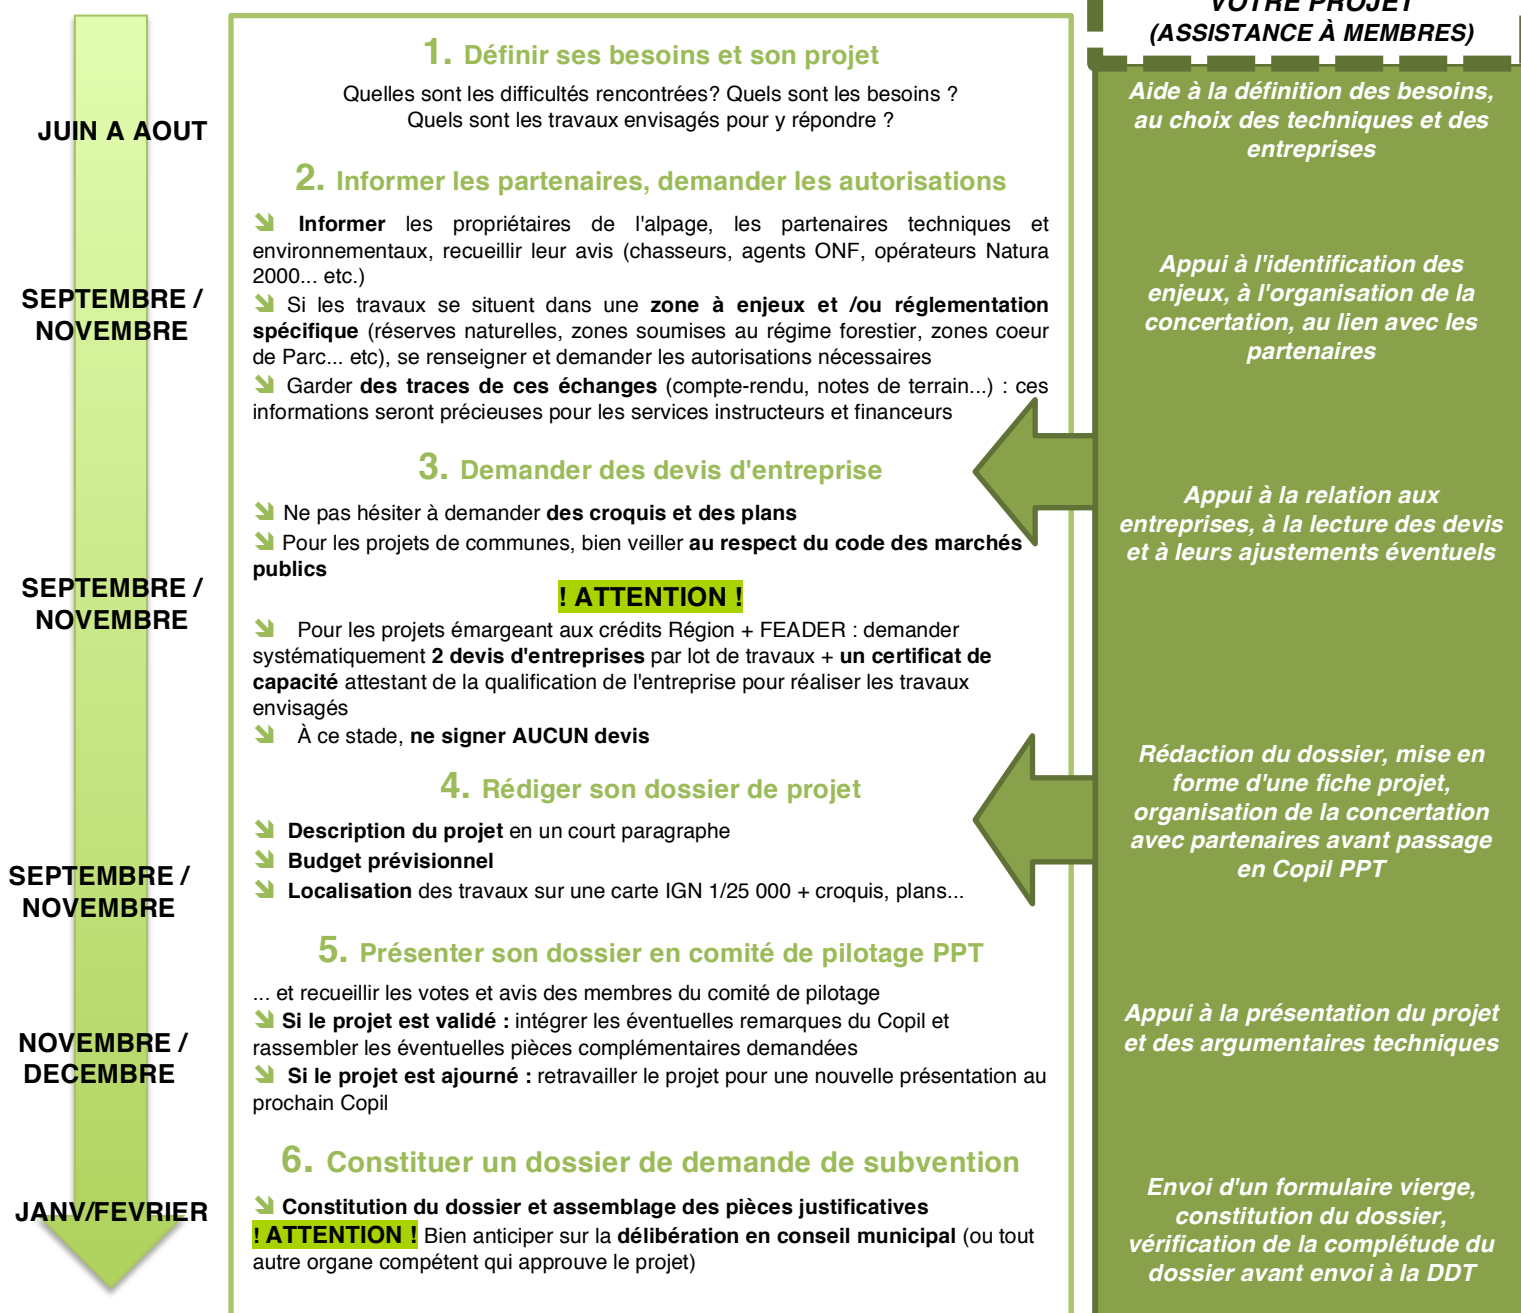 VOTRE PROJET
(ASSISTANCE À MEMBRES)
JUIN A AOUT
1. Définir ses besoins et son projet
Quelles sont les difficultés rencontrées? Quels sont les besoins ?
Quels sont les travaux envisagés pour y répondre ?
Aide à la définition des besoins,
au choix des techniques et des
entreprises
SEPTEMBRE /
NOVEMBRE
2. Informer les partenaires, demander les autorisations
Informer les propriétaires de l'alpage, les partenaires techniques et
environnementaux, recueillir leur avis (chasseurs, agents ONF, opérateurs Natura
2000... etc.)
Si les travaux se situent dans une zone à enjeux et /ou réglementation
spécifique (réserves naturelles, zones soumises au régime forestier, zones coeur
de Parc... etc), se renseigner et demander les autorisations nécessaires
Garder des traces de ces échanges (compte-rendu, notes de terrain...) : ces
informations seront précieuses pour les services instructeurs et financeurs
Appui à l'identification des
enjeux, à l'organisation de la
concertation, au lien avec les
partenaires
SEPTEMBRE /
NOVEMBRE
3. Demander des devis d'entreprise
Ne pas hésiter à demander des croquis et des plans
Pour les projets de communes, bien veiller au respect du code des marchés
publics
! ATTENTION !
Pour les projets émargeant aux crédits Région + FEADER : demander
systématiquement 2 devis d'entreprises par lot de travaux + un certificat de
capacité attestant de la qualification de l'entreprise pour réaliser les travaux
envisagés
À ce stade, ne signer AUCUN devis
Appui à la relation aux
entreprises, à la lecture des devis
et à leurs ajustements éventuels
SEPTEMBRE /
NOVEMBRE
4. Rédiger son dossier de projet
Description du projet en un court paragraphe
Budget prévisionnel
Localisation des travaux sur une carte IGN 1/25 000 + croquis, plans...
Rédaction du dossier, mise en
forme d'une fiche projet,
organisation de la concertation
avec partenaires avant passage
en Copil PPT
NOVEMBRE /
DECEMBRE
5. Présenter son dossier en comité de pilotage PPT
... et recueillir les votes et avis des membres du comité de pilotage
Si le projet est validé : intégrer les éventuelles remarques du Copil et
rassembler les éventuelles pièces complémentaires demandées
Si le projet est ajourné : retravailler le projet pour une nouvelle présentation au
prochain Copil
Appui à la présentation du projet
et des argumentaires techniques
JANV/FEVRIER
6. Constituer un dossier de demande de subvention
Constitution du dossier et assemblage des pièces justificatives
! ATTENTION ! Bien anticiper sur la délibération en conseil municipal (ou tout
autre organe compétent qui approuve le projet)
Envoi d'un formulaire vierge,
constitution du dossier,
vérification de la complétude du
dossier avant envoi à la DDT